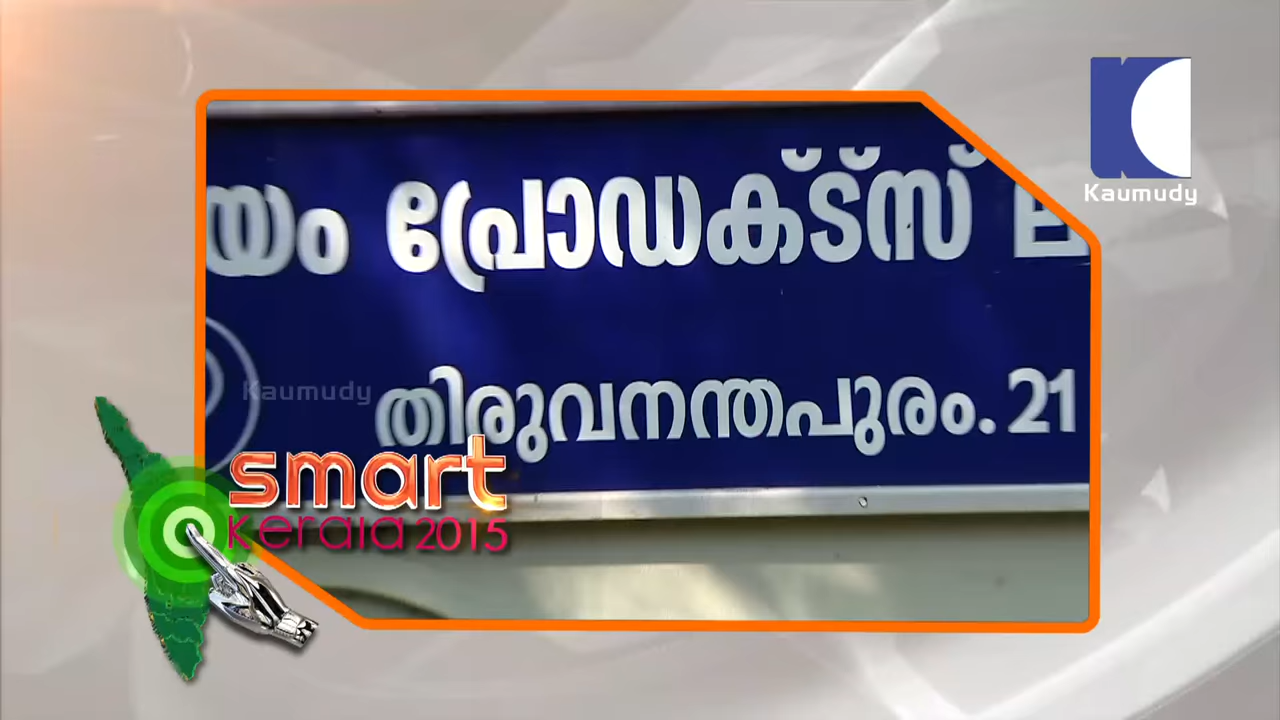 Kaumudy
യം പ്രോഡക്ട്സ്
Kaumudy
തിരുവനന്തപുരം. 21
smart
Kerala 2015